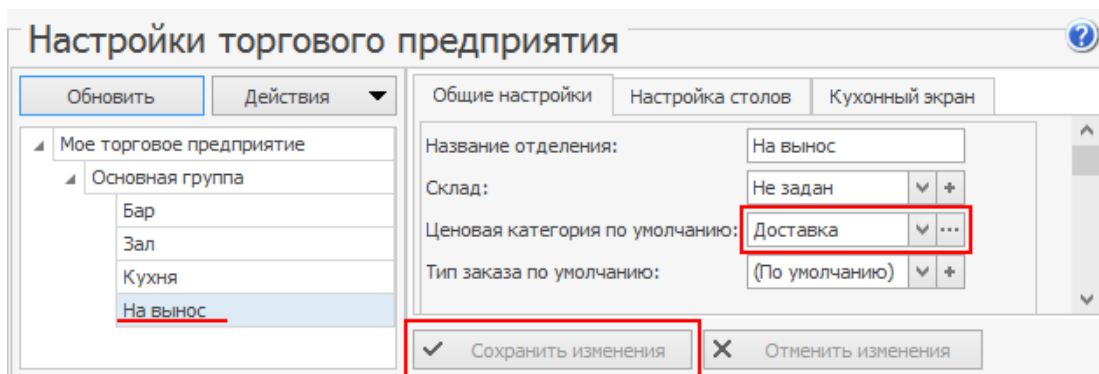 Настройки торгового предприятия
Обновить
Действия
Общие настройки
Настройка столов
Кухонный экран
Мое торговое предприятие
Основная группа
Бар
Зал
Кухня
На вынос
Название отделения: На вынос
Склад: Не задан
Ценовая категория по умолчанию: Доставка
Тип заказа по умолчанию: (По умолчанию)
Сохранить изменения
Отменить изменения